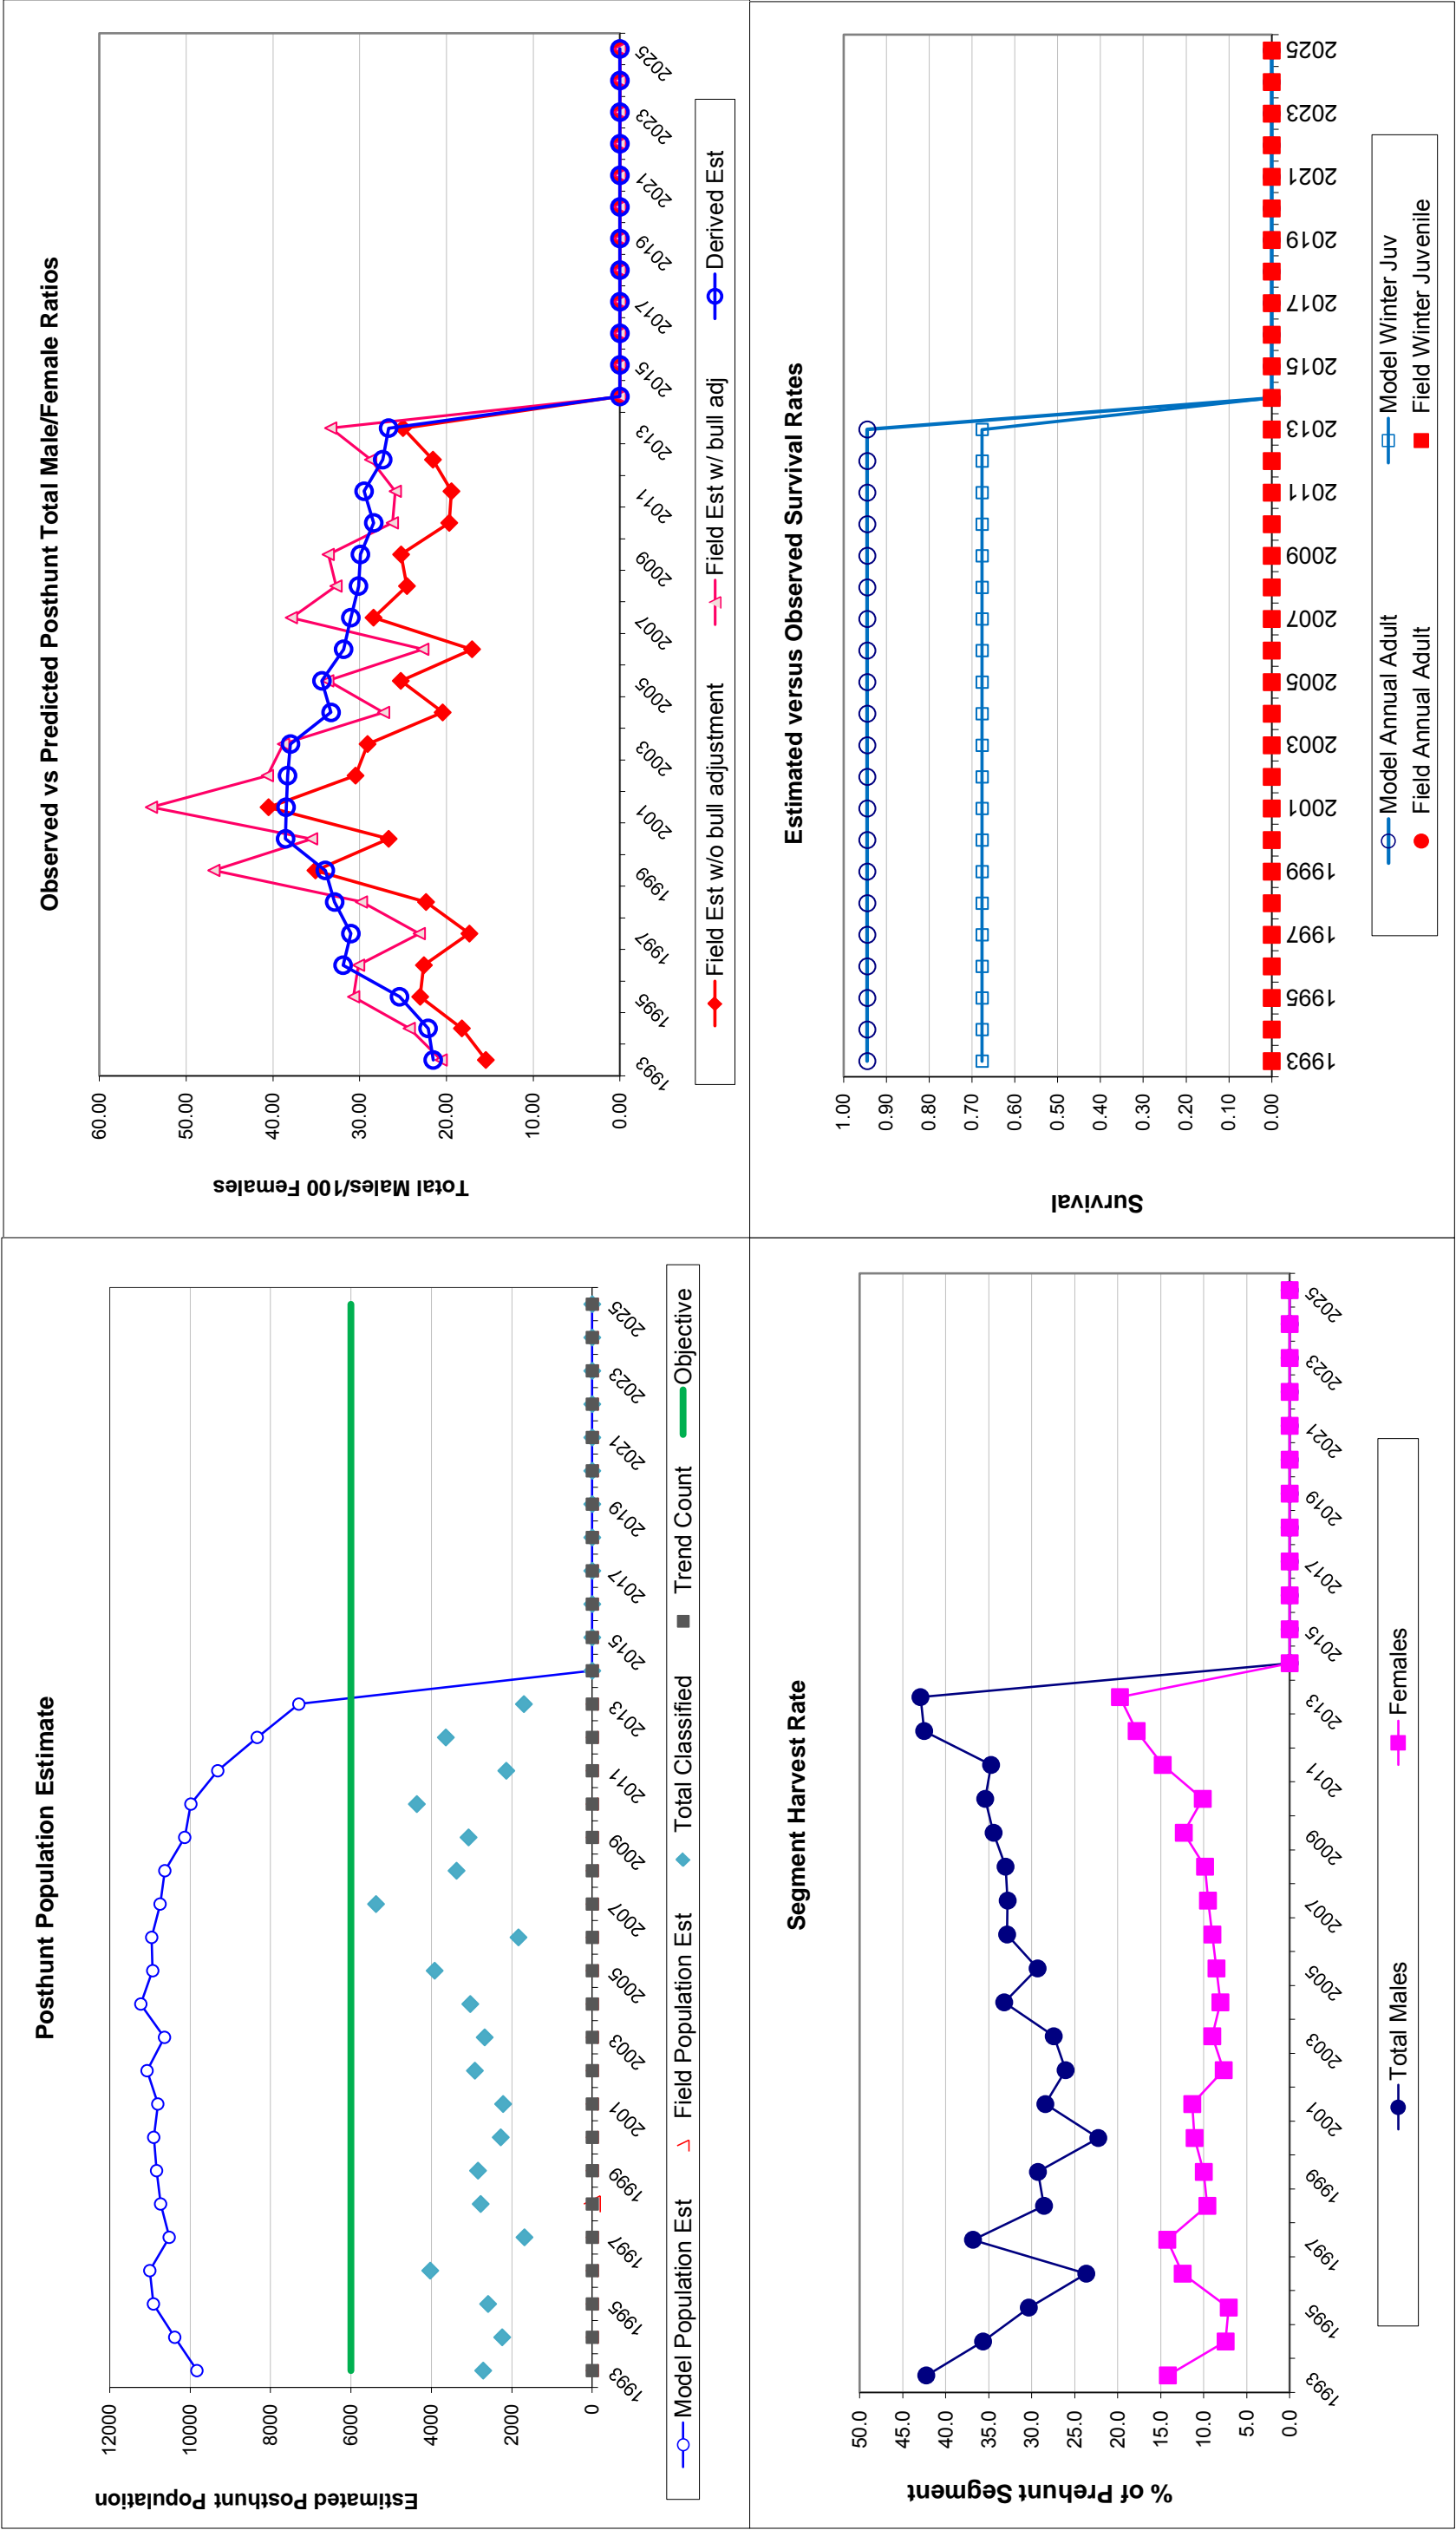 Posthunt Population Estimate
Estimated Posthunt Population
12000
10000
8000
6000
4000
2000
0
1993 1995 1997 1999 2001 2003 2005 2007 2009 2011 2013 2015 2017 2019 2021 2023 2025
Model Population Est Field Population Est Total Classified Trend Count Objective
Observed vs Predicted Posthunt Total Male/Female Ratios
Total Males/100 Females
60.00
50.00
40.00
30.00
20.00
10.00
0.00
1993 1995 1997 1999 2001 2003 2005 2007 2009 2011 2013 2015 2017 2019 2021 2023 2025
Field Est w/o bull adjustment Field Est w/ bull adj Derived Est
Segment Harvest Rate
% of Prehunt Segment
50.0
45.0
40.0
35.0
30.0
25.0
20.0
15.0
10.0
5.0
0.0
1993 1995 1997 1999 2001 2003 2005 2007 2009 2011 2013 2015 2017 2019 2021 2023 2025
Total Males Females
Estimated versus Observed Survival Rates
Survival
1.00
0.90
0.80
0.70
0.60
0.50
0.40
0.30
0.20
0.10
0.00
1993 1995 1997 1999 2001 2003 2005 2007 2009 2011 2013 2015 2017 2019 2021 2023 2025
Model Annual Adult Model Winter Juv
Field Annual Adult Field Winter Juvenile